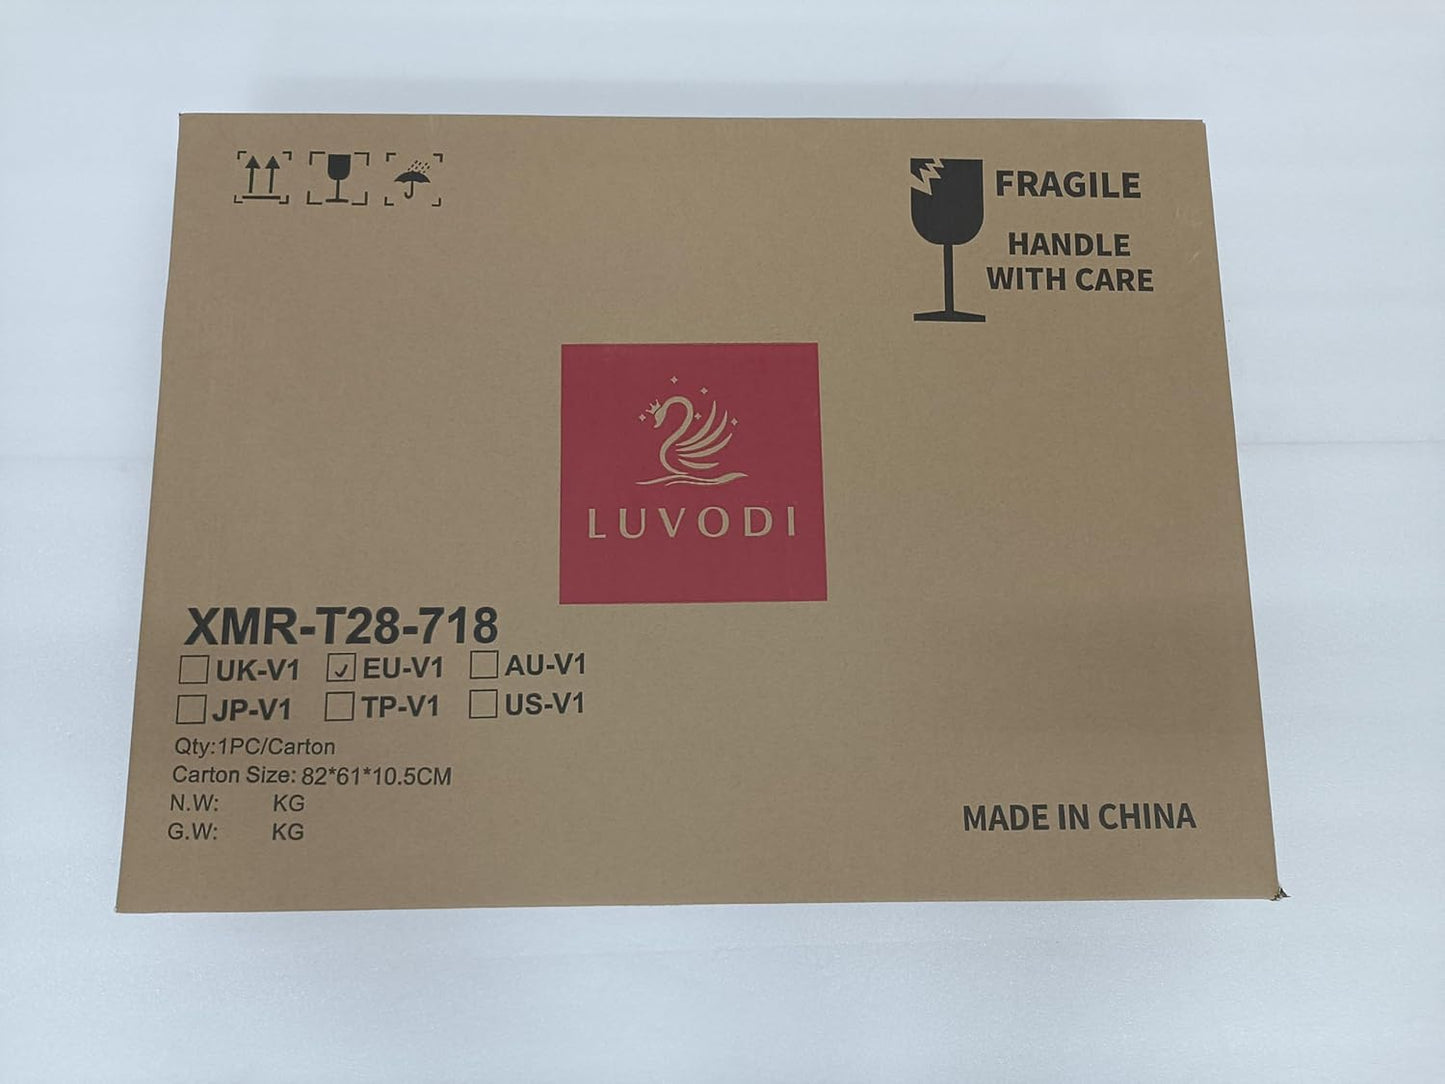 FRAGILE
HANDLE
WITH CARE
LUVODI
XMR-T28-718
UK-V1 EU-V1 AU-V1
JP-V1 TP-V1 US-V1
Qty:1PC/Carton
Carton Size: 82*61*10.5CM
N.W: KG
G.W: KG
MADE IN CHINA